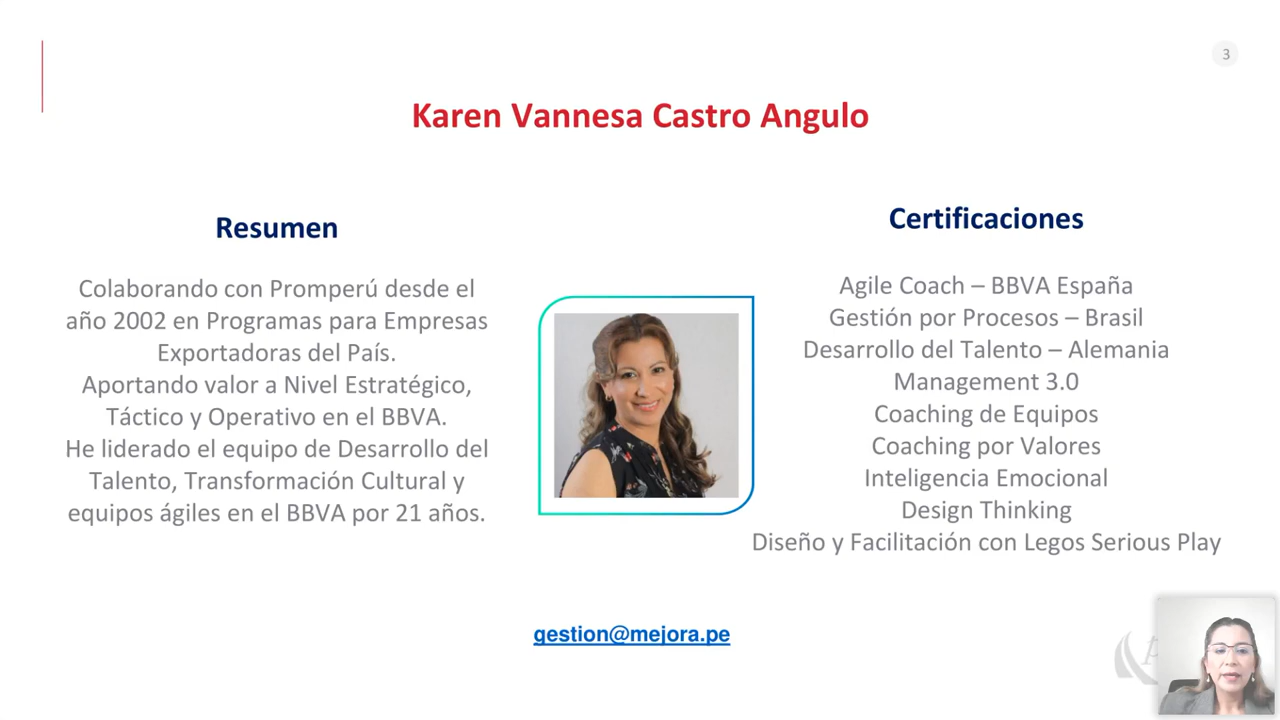 3
Karen Vannesa Castro Angulo
Resumen
Colaborando con Promperú desde el
año 2002 en Programas para Empresas
Exportadoras del País.
Aportando valor a Nivel Estratégico,
Táctico y Operativo en el BBVA.
He liderado el equipo de Desarrollo del
Talento, Transformación Cultural y
equipos ágiles en el BBVA por 21 años.
Certificaciones
Agile Coach – BBVA España
Gestión por Procesos – Brasil
Desarrollo del Talento – Alemania
Management 3.0
Coaching de Equipos
Coaching por Valores
Inteligencia Emocional
Design Thinking
Diseño y Facilitación con Legos Serious Play
gestion@mejora.pe